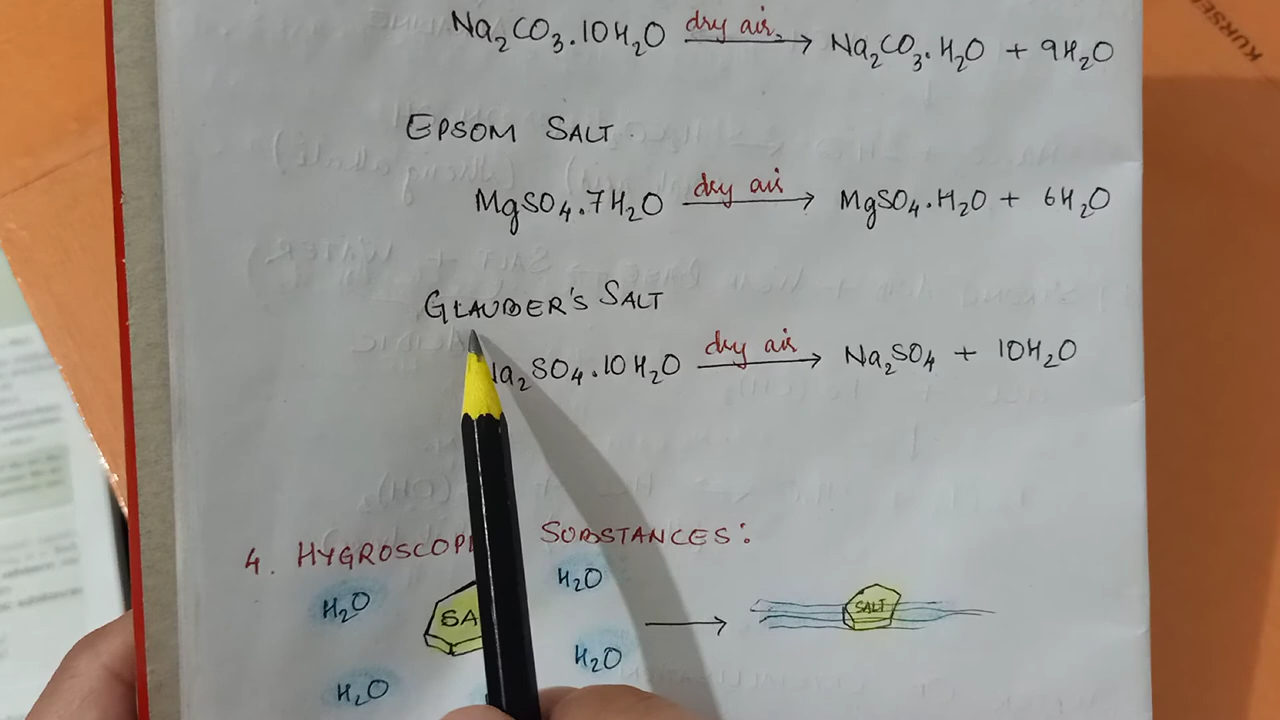 Na₂CO₃.10H₂O dry air → Na₂CO₃.H₂O + 9H₂O
EPSOM SALT
MgSO₄.7H₂O dry air → MgSO₄.H₂O + 6H₂O
GLAUBER'S SALT
Na₂SO₄.10H₂O dry air → Na₂SO₄ + 10H₂O
4. HYGROSCOPI SUBSTANCES:
H₂O SA H₂O → SALT
H₂O H₂O